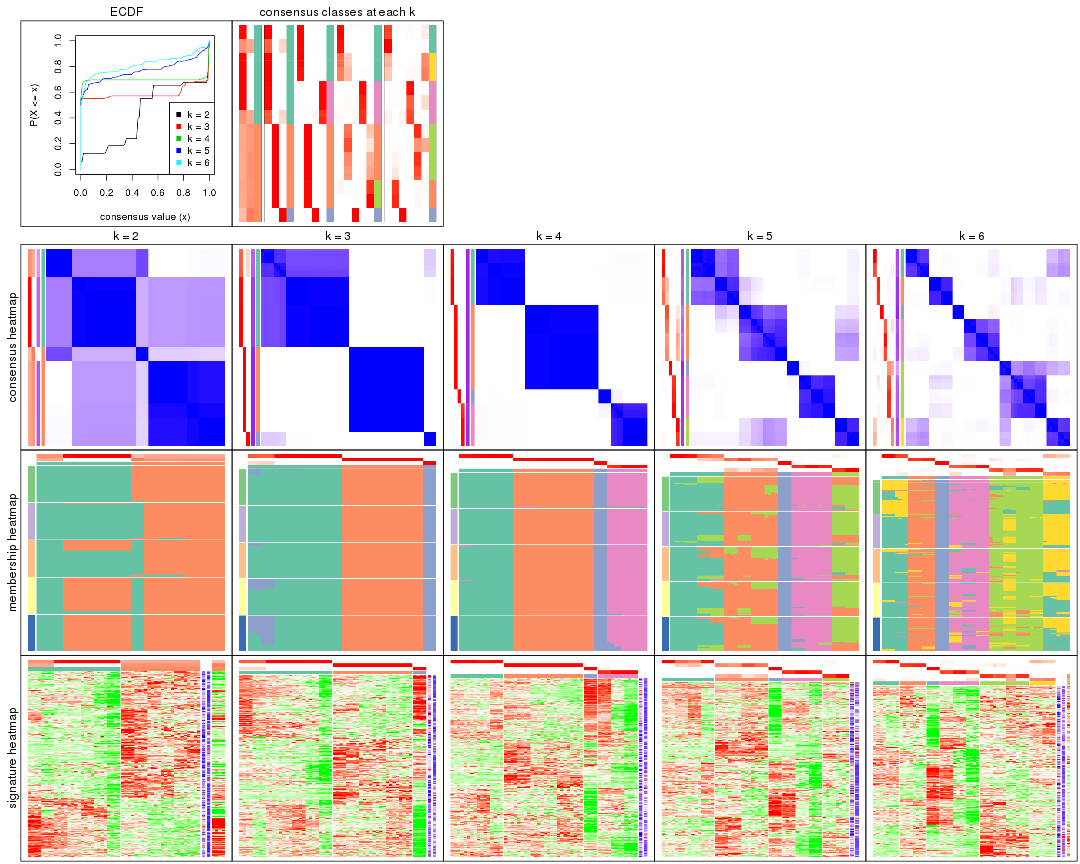 ECDF
consensus classes at each k
P(X <= x)
0.0 0.2 0.4 0.6 0.8 1.0
k = 2
k = 3
k = 4
k = 5
k = 6
0.0 0.2 0.4 0.6 0.8 1.0
consensus value (x)
k = 2
k = 3
k = 4
k = 5
k = 6
consensus heatmap
membership heatmap
signature heatmap